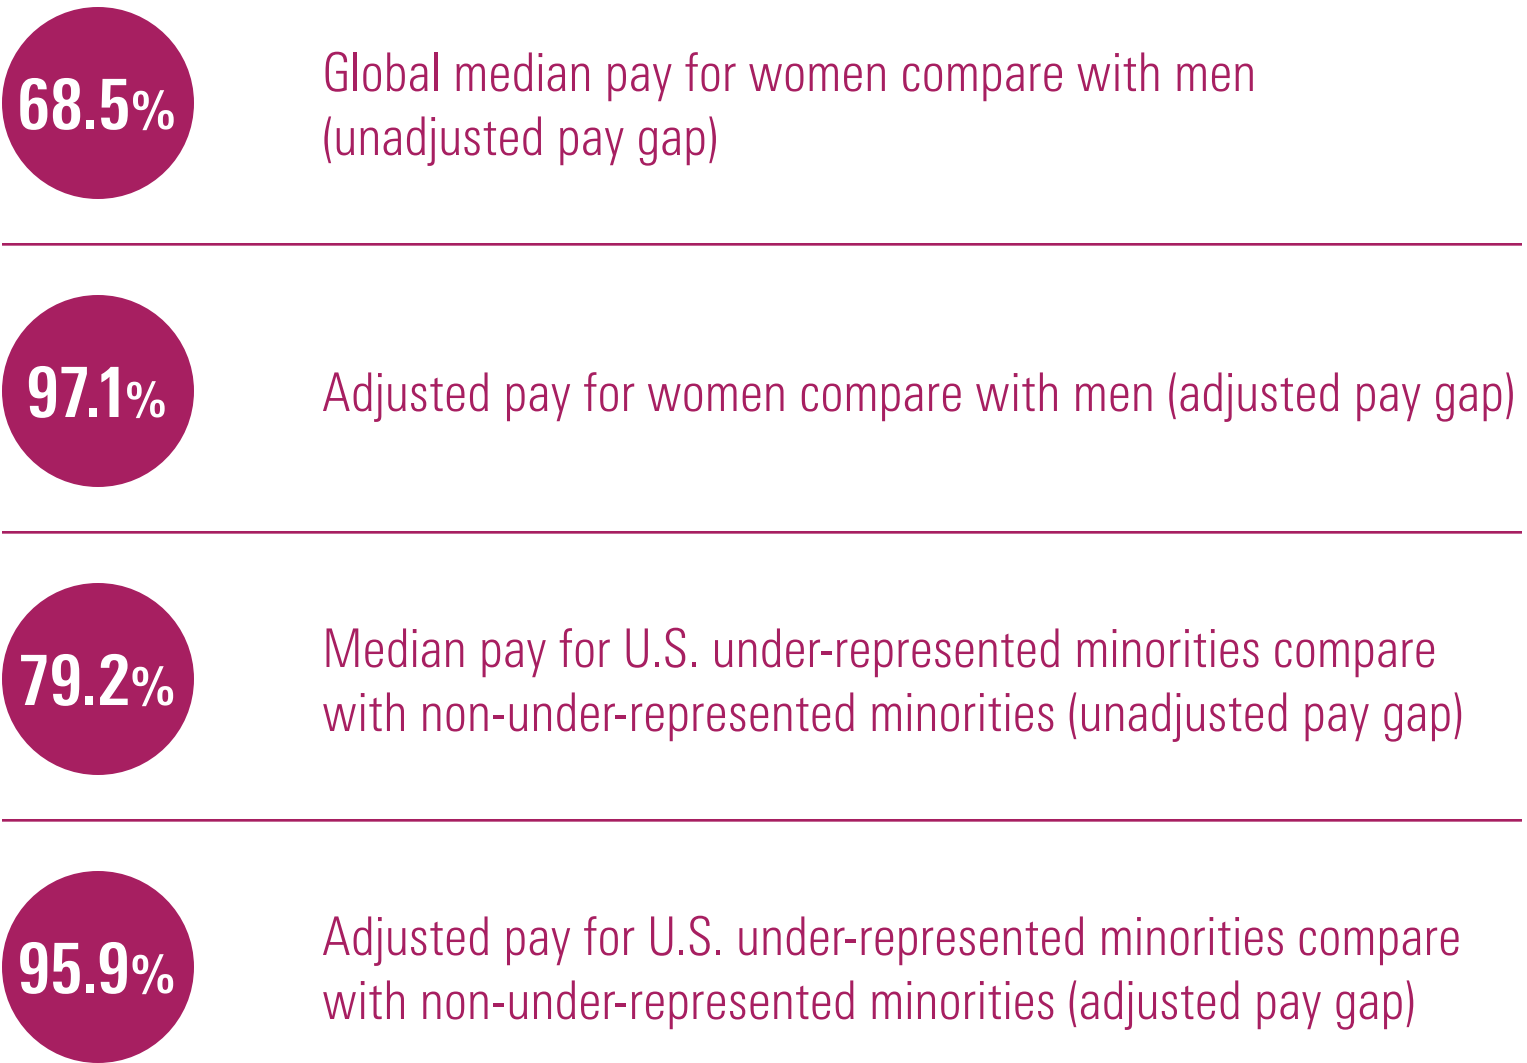 68.5%
Global median pay for women compare with men
(unadjusted pay gap)
97.1%
Adjusted pay for women compare with men (adjusted pay gap)
79.2%
Median pay for U.S. under-represented minorities compare
with non-under-represented minorities (unadjusted pay gap)
95.9%
Adjusted pay for U.S. under-represented minorities compare
with non-under-represented minorities (adjusted pay gap)